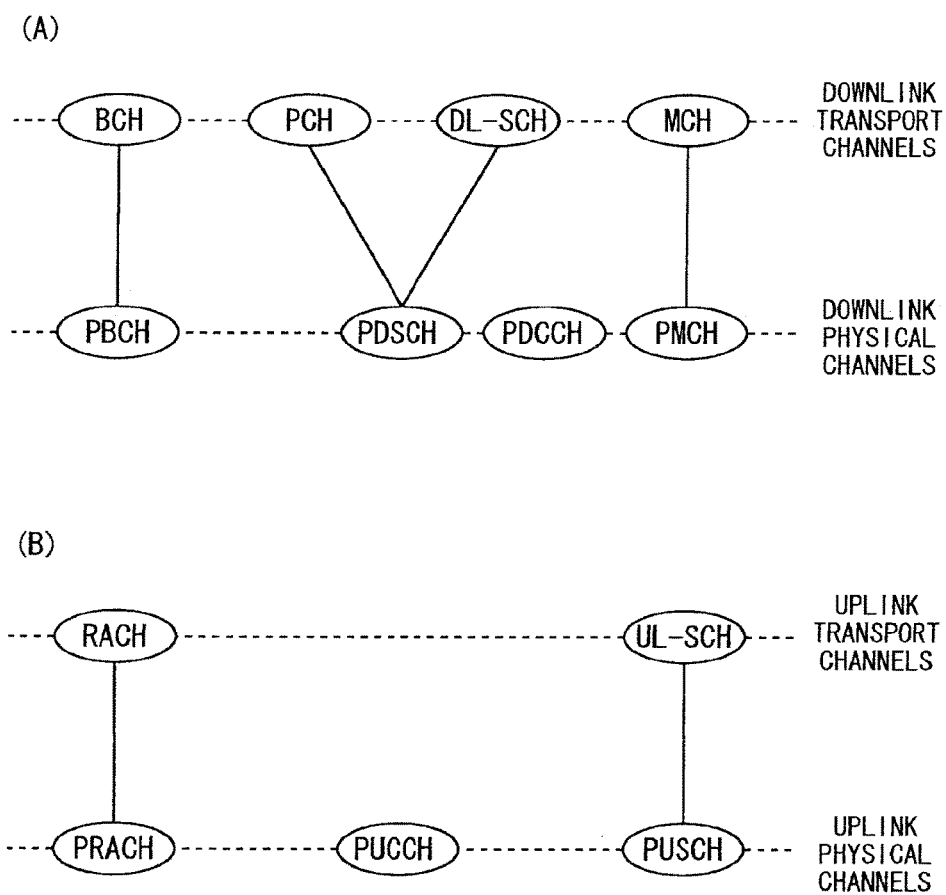 (A)
BCH PCH DL-SCH MCH
DOWNLINK
TRANSPORT
CHANNELS
PBCH PDSCH PDCCH PMCH
DOWNLINK
PHYSICAL
CHANNELS
(B)
RACH UL-SCH
UPLINK
TRANSPORT
CHANNELS
PRACH PUCCH PUSCH
UPLINK
PHYSICAL
CHANNELS